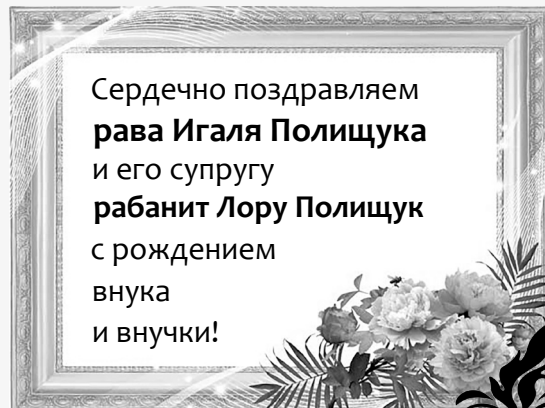 Сердечно поздравляем
рава Игаля Полищука
и его супругу
рабанит Лору Полищук
с рождением
внука
и внучки!